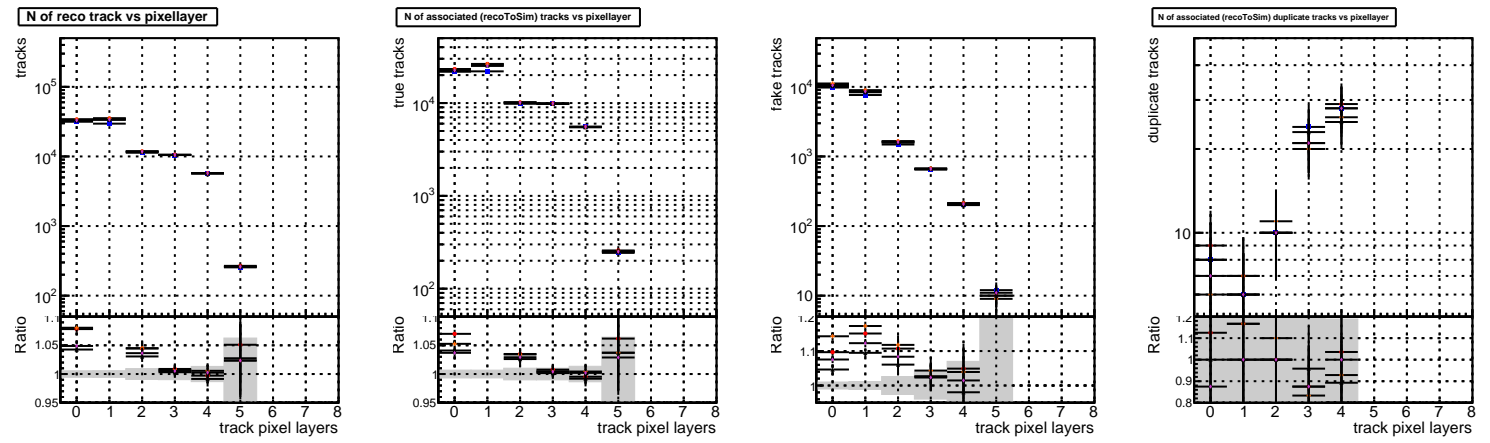 N of reco track vs pixellayer
tracks
10^5
10^4
10^3
10^2
Ratio
1.1
1.05
1
0.95
0 1 2 3 4 5 6 7 8
track pixel layers
N of associated (recoToSim) tracks vs pixellayer
true tracks
10^4
10^3
10^2
Ratio
1.1
1.05
1
0.95
0 1 2 3 4 5 6 7 8
track pixel layers
fake tracks
10^4
10^3
10^2
10
Ratio
1.2
1.1
1
0 1 2 3 4 5 6 7 8
track pixel layers
N of associated (recoToSim) duplicate tracks vs pixellayer
duplicate tracks
10
Ratio
1.2
1.1
1
0.9
0.8
0 1 2 3 4 5 6 7 8
track pixel layers